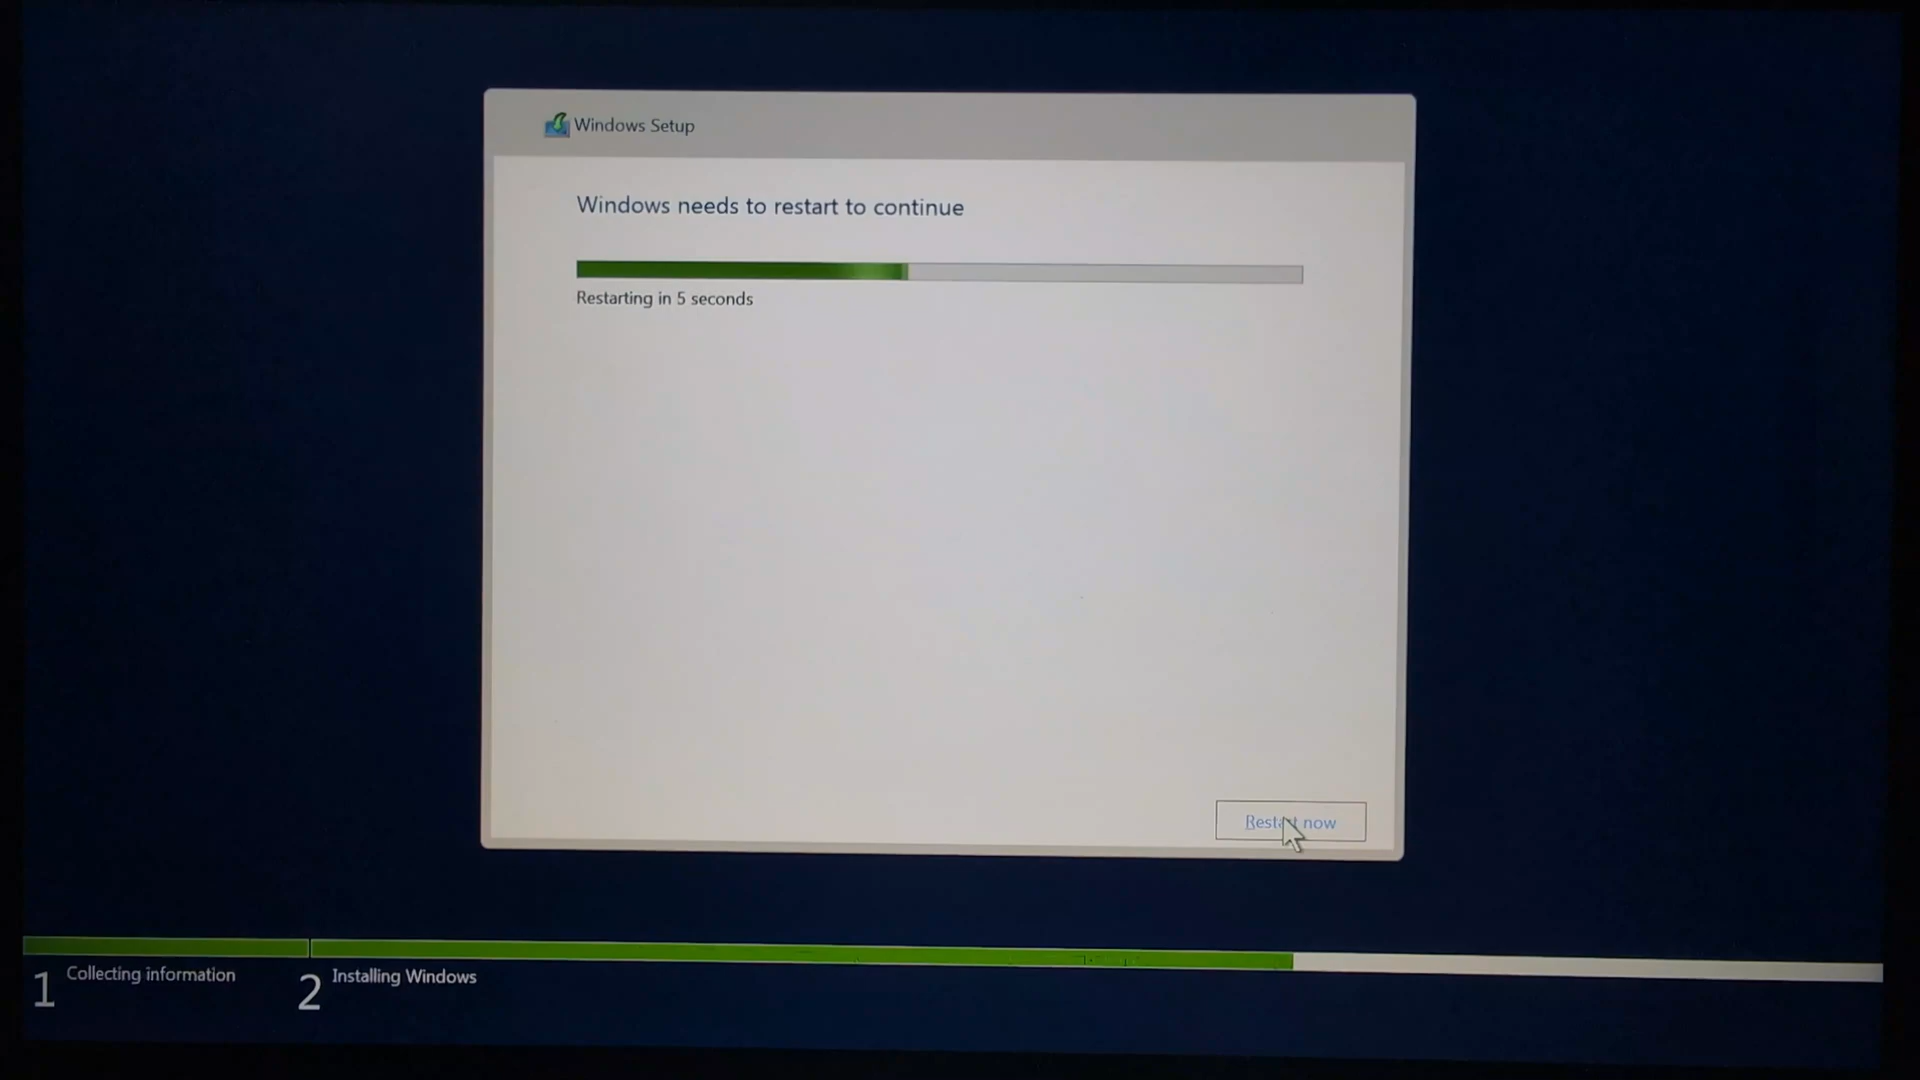 Windows Setup
Windows needs to restart to continue
Restarting in 5 seconds
Restart now
1 Collecting information
2 Installing Windows